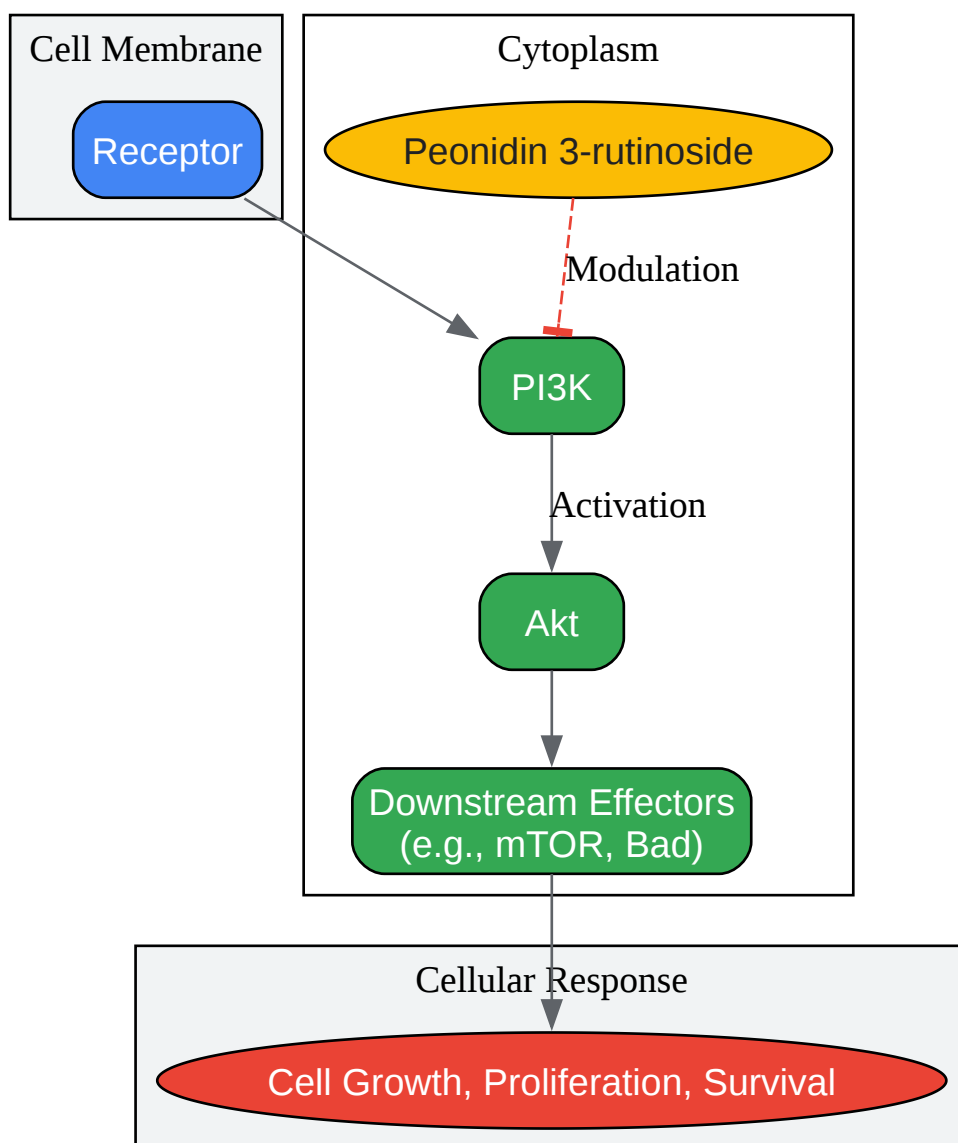 Cell Membrane
Receptor
Cytoplasm
Peonidin 3-rutinoside
Modulation
PI3K
Activation
Akt
Downstream Effectors
(e.g., mTOR, Bad)
Cellular Response
Cell Growth, Proliferation, Survival